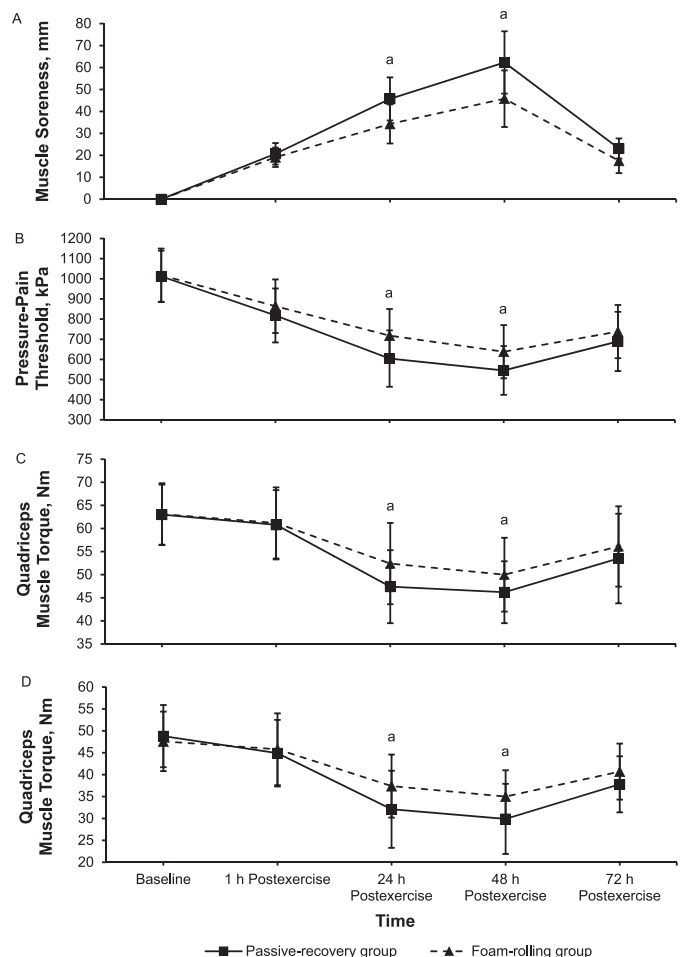 A
Muscle Soreness, mm
80
70
60
50
40
30
20
10
0
a
a
B
Pressure-Pain
Threshold, kPa
1200
1100
1000
900
800
700
600
500
400
300
a
a
C
Quadriceps
Muscle Torque, Nm
75
70
65
60
55
50
45
40
35
a
a
D
Quadriceps
Muscle Torque, Nm
60
55
50
45
40
35
30
25
20
a
a
Baseline
1 h Postexercise
24 h
Postexercise
48 h
Postexercise
72 h
Postexercise
Time
Passive-recovery group
Foam-rolling group